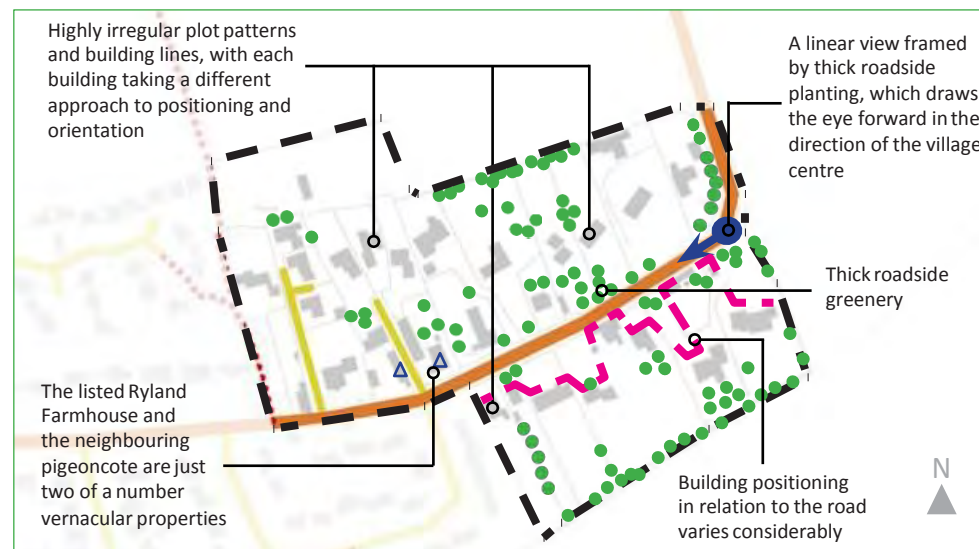 Highly irregular plot patterns
and building lines, with each
building taking a different
approach to positioning and
orientation
A linear view framed
by thick roadside
planting, which draws
the eye forward in the
direction of the village
centre
Thick roadside
greenery
The listed Ryland
Farmhouse and
the neighbouring
pigeoncote are just
two of a number
vernacular properties
Building positioning
in relation to the road
varies considerably
N